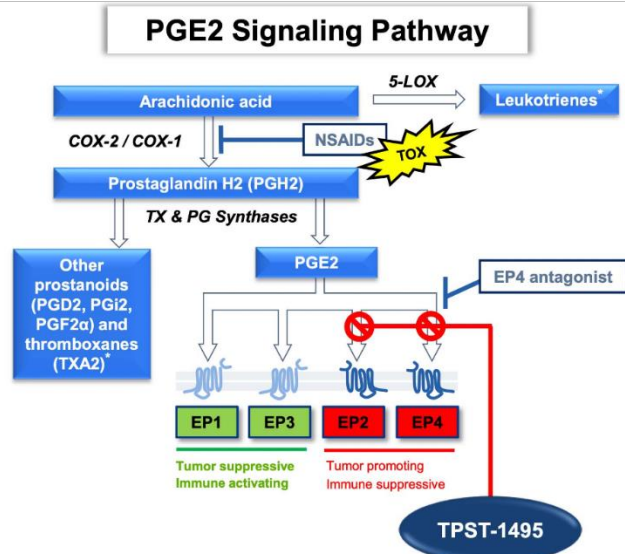 PGE2 Signaling Pathway
5-LOX
Arachidonic acid
Leukotrienes*
COX-2 / COX-1
NSAIDs
TOX
Prostaglandin H2 (PGH2)
TX & PG Synthases
Other
prostanoids
(PGD2, PGi2,
PGF2α) and
thromboxanes
(TXA2)*
PGE2
EP4 antagonist
EP1
EP3
EP2
EP4
Tumor suppressive
Immune activating
Tumor promoting
Immune suppressive
TPST-1495